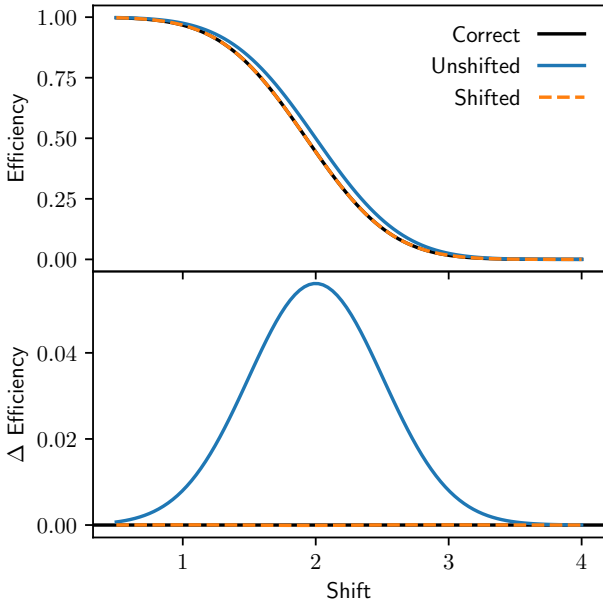 1.00
0.75
0.50
0.25
0.00
Efficiency
Correct
Unshifted
Shifted
0.04
0.02
0.00
Δ Efficiency
1 2 3 4
Shift